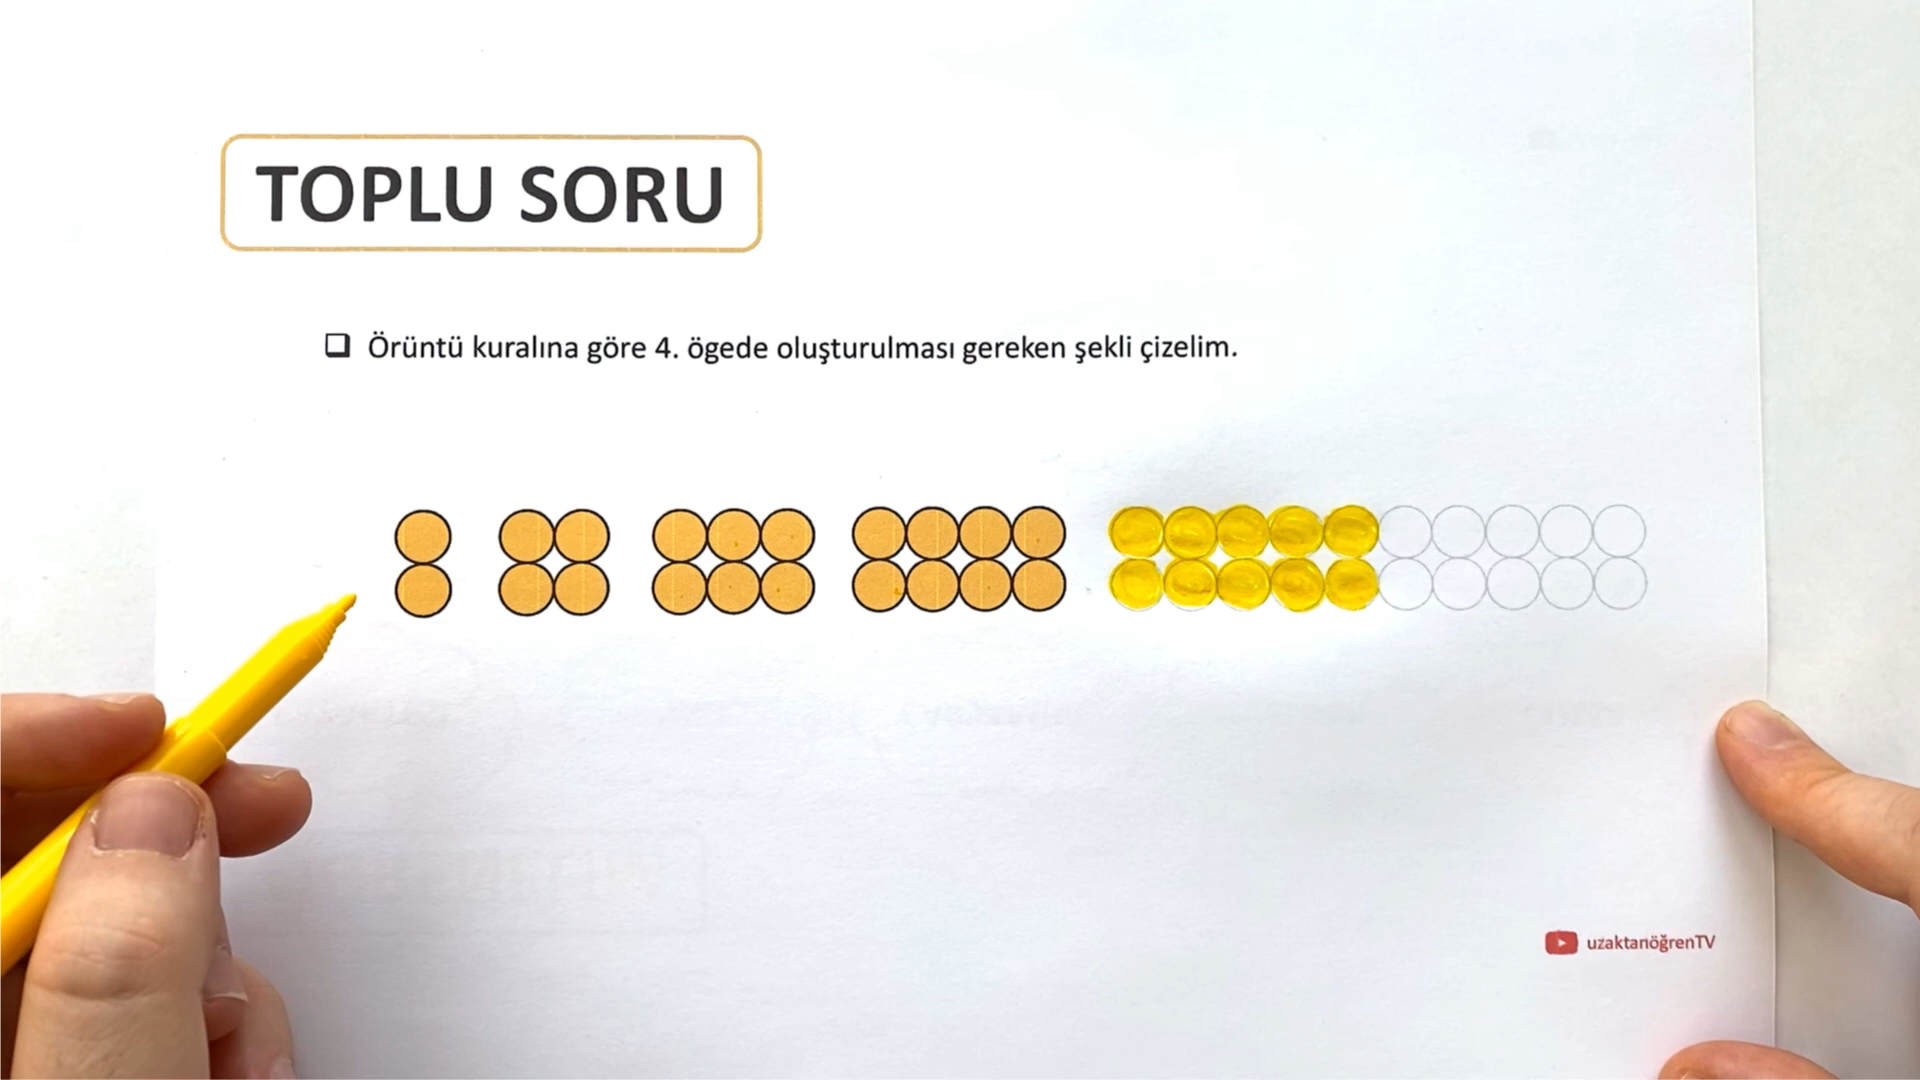 TOPLU SORU
Örüntü kuralına göre 4. ögede oluşturulması gereken şekli çizelim.
uzaktanöğrenTV